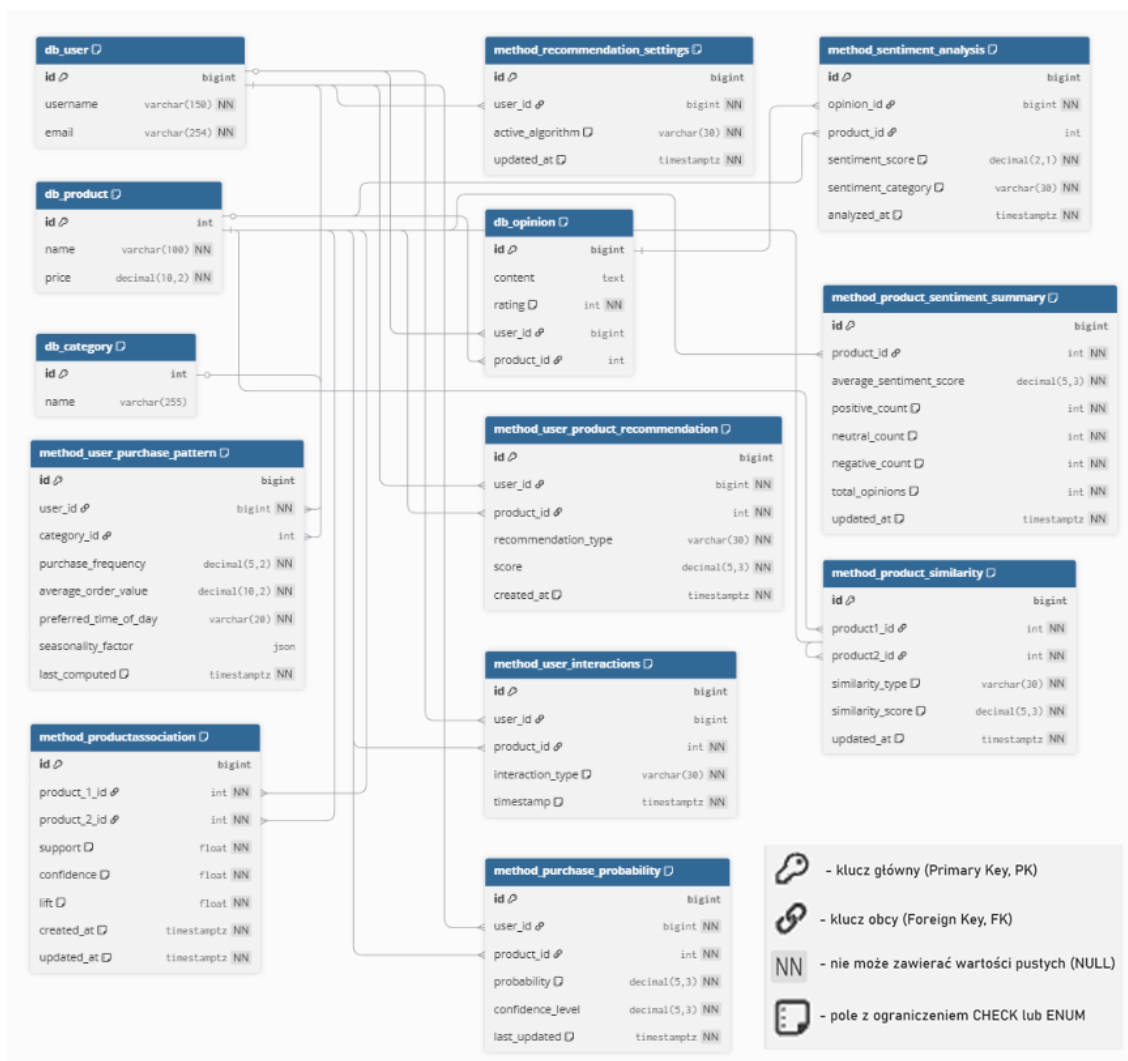 db_user
id bigint
username varchar(150) NN
email varchar(254) NN
db_product
id int
name varchar(100) NN
price decimal(10,2) NN
db_category
id int
name varchar(255)
method_user_purchase_pattern
id bigint
user_id bigint NN
category_id int
purchase_frequency decimal(5,2) NN
average_order_value decimal(10,2) NN
preferred_time_of_day varchar(20) NN
seasonality_factor json
last_computed timestamptz NN
method_productassociation
id bigint
product_1_id int NN
product_2_id int NN
support float NN
confidence float NN
lift float NN
created_at timestamptz NN
updated_at timestamptz NN
method_recommendation_settings
id bigint
user_id bigint NN
active_algorithm varchar(30) NN
updated_at timestamptz NN
db_opinion
id bigint
content text
rating int NN
user_id bigint
product_id int
method_user_product_recommendation
id bigint
user_id bigint NN
product_id int NN
recommendation_type varchar(30) NN
score decimal(5,3) NN
created_at timestamptz NN
method_user_interactions
id bigint
user_id bigint
product_id int NN
interaction_type varchar(30) NN
timestamp timestamptz NN
method_purchase_probability
id bigint
user_id bigint NN
product_id int NN
probability decimal(5,3) NN
confidence_level decimal(5,3) NN
last_updated timestamptz NN
method_sentiment_analysis
id bigint
opinion_id bigint NN
product_id int
sentiment_score decimal(2,1) NN
sentiment_category varchar(30) NN
analyzed_at timestamptz NN
method_product_sentiment_summary
id bigint
product_id int NN
average_sentiment_score decimal(5,3) NN
positive_count int NN
neutral_count int NN
negative_count int NN
total_opinions int NN
updated_at timestamptz NN
method_product_similarity
id bigint
product1_id int NN
product2_id int NN
similarity_type varchar(30) NN
similarity_score decimal(5,3) NN
updated_at timestamptz NN
- klucz główny (Primary Key, PK)
- klucz obcy (Foreign Key, FK)
NN - nie może zawierać wartości pustych (NULL)
- pole z ograniczeniem CHECK lub ENUM